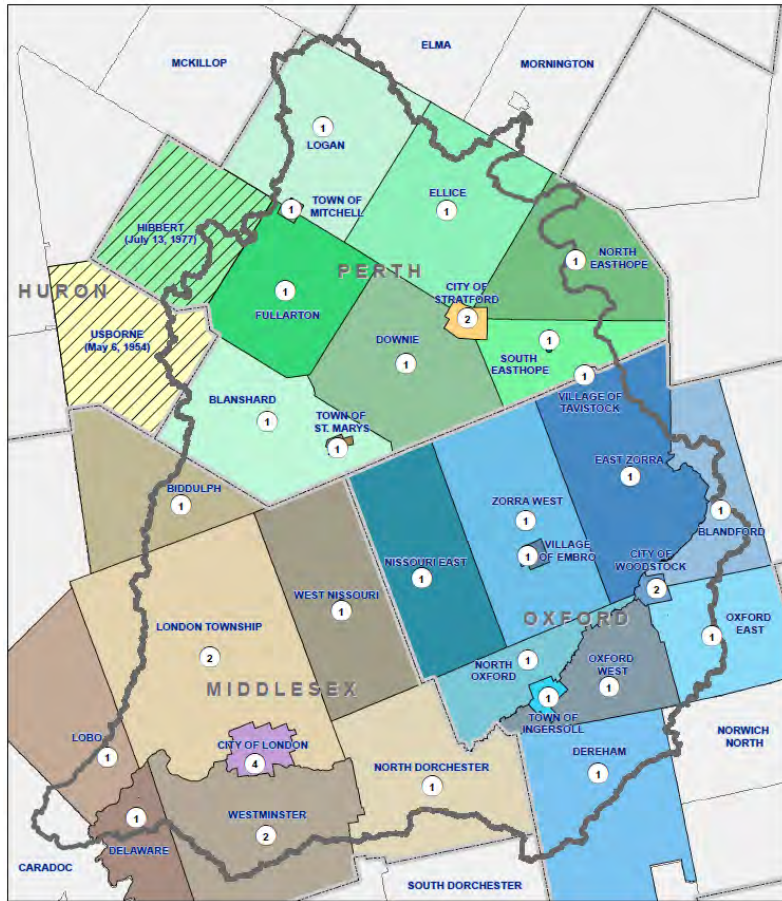 ELMA
MCKILLOP
MORNINGTON
1
LOGAN
TOWN OF
MITCHELL
1
ELLICE
1
HIBBERT
(July 13, 1977)
NORTH
EASTHOPE
1
HURON
PERTH
1
FULLARTON
CITY OF
STRATFORD
2
USBORNE
(May 6, 1954)
DOWNIE
1
1
SOUTH
EASTHOPE
1
VILLAGE OF
TAVISTOCK
BLANSHARD
1
TOWN OF
ST. MARYS
1
EAST ZORRA
1
BIDDULPH
1
ZORRA WEST
1
1
BLANDFORD
VILLAGE OF
EMBRO
1
NISSOURI EAST
1
CITY OF
WOODSTOCK
2
WEST NISSOURI
1
OXFORD
OXFORD
EAST
1
LONDON TOWNSHIP
2
NORTH
OXFORD
1
OXFORD
WEST
1
MIDDLESEX
1
TOWN OF
INGERSOLL
LOBO
1
CITY OF LONDON
4
NORWICH
NORTH
NORTH DORCHESTER
1
DEREHAM
1
1
DELAWARE
WESTMINSTER
2
CARADOC
SOUTH DORCHESTER